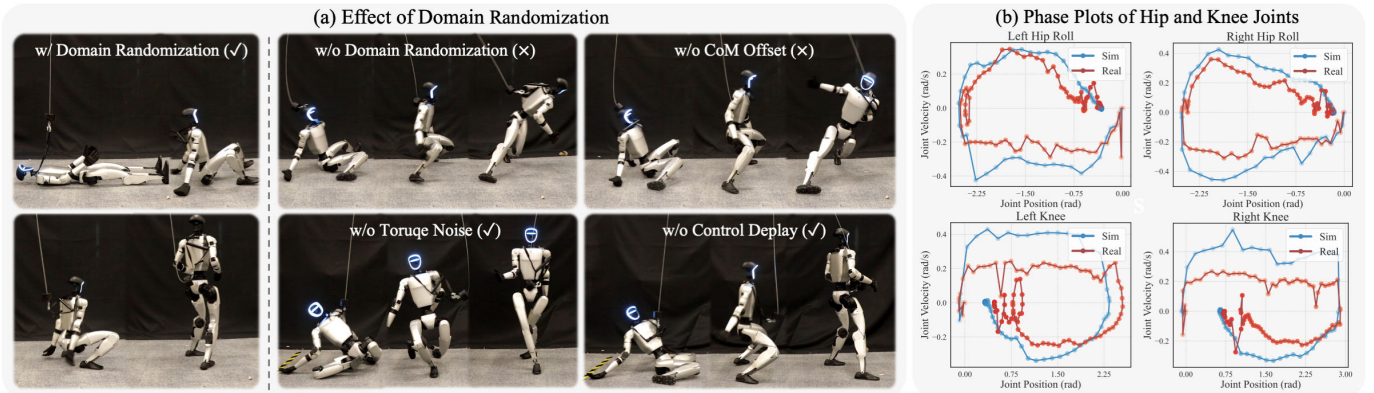 (a) Effect of Domain Randomization
w/ Domain Randomization (✓)
w/o Domain Randomization (×)
w/o CoM Offset (×)
w/o Toruqe Noise (✓)
w/o Control Deplay (✓)
(b) Phase Plots of Hip and Knee Joints
Left Hip Roll
Sim
Real
Joint Velocity (rad/s)
0.4
0.2
0.0
−0.2
−0.4
−2.25 −1.50 −0.75 0.00
Joint Position (rad)
Right Hip Roll
Sim
Real
Joint Velocity (rad/s)
0.4
0.2
0.0
−0.2
−0.4
−2.25 −1.50 −0.75 0.00
Joint Position (rad)
S
Left Knee
Sim
Real
Joint Velocity (rad/s)
0.4
0.2
0.0
−0.2
0.00 0.75 1.50 2.25
Joint Position (rad)
Right Knee
Sim
Real
Joint Velocity (rad/s)
0.50
0.25
0.00
−0.25
0.00 0.75 1.50 2.25 3.00
Joint Position (rad)